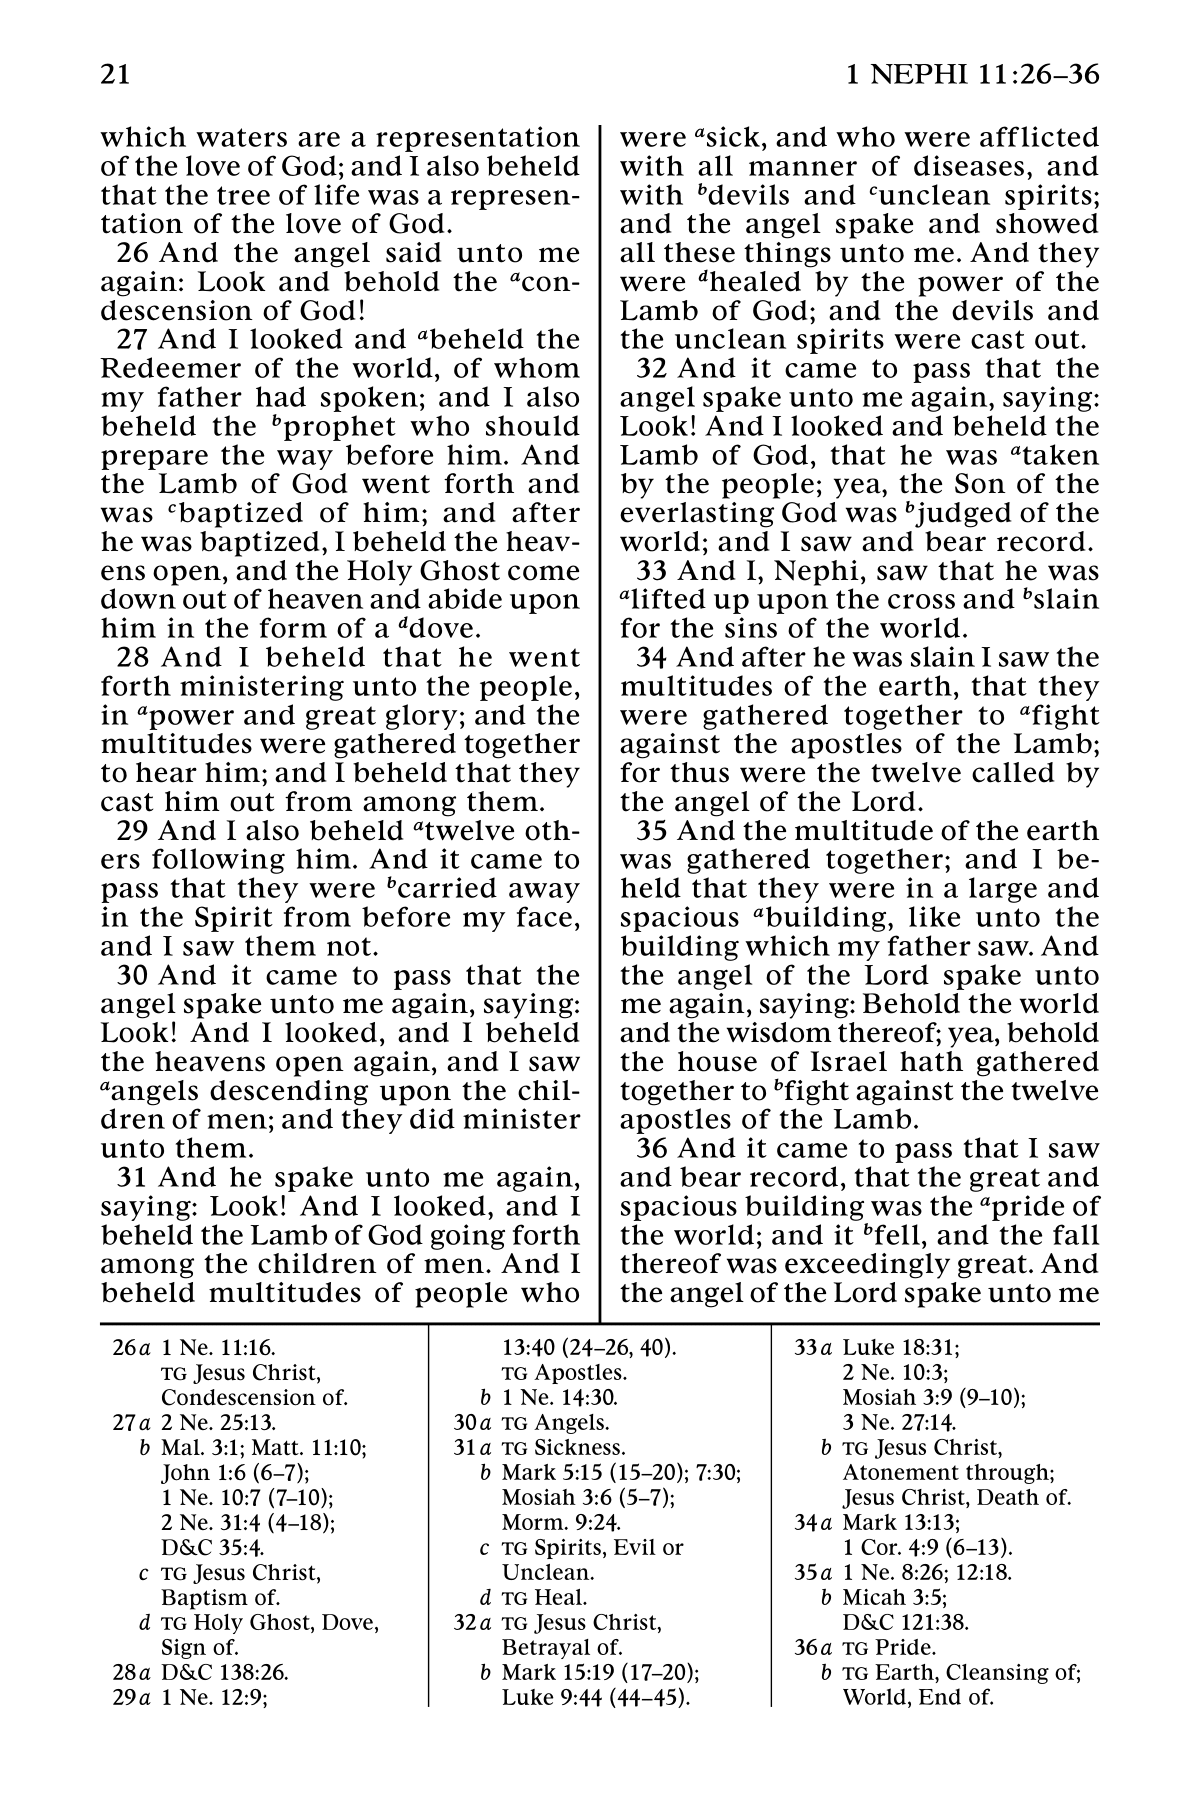 21
1 NEPHI 11:26–36
which waters are a representation
of the love of God; and I also beheld
that the tree of life was a represen-
tation of the love of God.
26 And the angel said unto me
again: Look and behold the acon-
descension of God!
27 And I looked and abeheld the
Redeemer of the world, of whom
my father had spoken; and I also
beheld the bprophet who should
prepare the way before him. And
the Lamb of God went forth and
was cbaptized of him; and after
he was baptized, I beheld the heav-
ens open, and the Holy Ghost come
down out of heaven and abide upon
him in the form of a ddove.
28 And I beheld that he went
forth ministering unto the people,
in apower and great glory; and the
multitudes were gathered together
to hear him; and I beheld that they
cast him out from among them.
29 And I also beheld atwelve oth-
ers following him. And it came to
pass that they were bcarried away
in the Spirit from before my face,
and I saw them not.
30 And it came to pass that the
angel spake unto me again, saying:
Look! And I looked, and I beheld
the heavens open again, and I saw
aangels descending upon the chil-
dren of men; and they did minister
unto them.
31 And he spake unto me again,
saying: Look! And I looked, and I
beheld the Lamb of God going forth
among the children of men. And I
beheld multitudes of people who
were asick, and who were afflicted
with all manner of diseases, and
with bdevils and cunclean spirits;
and the angel spake and showed
all these things unto me. And they
were dhealed by the power of the
Lamb of God; and the devils and
the unclean spirits were cast out.
32 And it came to pass that the
angel spake unto me again, saying:
Look! And I looked and beheld the
Lamb of God, that he was ataken
by the people; yea, the Son of the
everlasting God was bjudged of the
world; and I saw and bear record.
33 And I, Nephi, saw that he was
alifted up upon the cross and bslain
for the sins of the world.
34 And after he was slain I saw the
multitudes of the earth, that they
were gathered together to afight
against the apostles of the Lamb;
for thus were the twelve called by
the angel of the Lord.
35 And the multitude of the earth
was gathered together; and I be-
held that they were in a large and
spacious abuilding, like unto the
building which my father saw. And
the angel of the Lord spake unto
me again, saying: Behold the world
and the wisdom thereof; yea, behold
the house of Israel hath gathered
together to bfight against the twelve
apostles of the Lamb.
36 And it came to pass that I saw
and bear record, that the great and
spacious building was the apride of
the world; and it bfell, and the fall
thereof was exceedingly great. And
the angel of the Lord spake unto me
26a 1 Ne. 11:16.
TG Jesus Christ,
Condescension of.
27a 2 Ne. 25:13.
b Mal. 3:1; Matt. 11:10;
John 1:6 (6–7);
1 Ne. 10:7 (7–10);
2 Ne. 31:4 (4–18);
D&C 35:4.
c TG Jesus Christ,
Baptism of.
d TG Holy Ghost, Dove,
Sign of.
28a D&C 138:26.
29a 1 Ne. 12:9;
13:40 (24–26, 40).
TG Apostles.
b 1 Ne. 14:30.
30a TG Angels.
31a TG Sickness.
b Mark 5:15 (15–20); 7:30;
Mosiah 3:6 (5–7);
Morm. 9:24.
c TG Spirits, Evil or
Unclean.
d TG Heal.
32a TG Jesus Christ,
Betrayal of.
b Mark 15:19 (17–20);
Luke 9:44 (44–45).
33a Luke 18:31;
2 Ne. 10:3;
Mosiah 3:9 (9–10);
3 Ne. 27:14.
b TG Jesus Christ,
Atonement through;
Jesus Christ, Death of.
34a Mark 13:13;
1 Cor. 4:9 (6–13).
35a 1 Ne. 8:26; 12:18.
b Micah 3:5;
D&C 121:38.
36a TG Pride.
b TG Earth, Cleansing of;
World, End of.